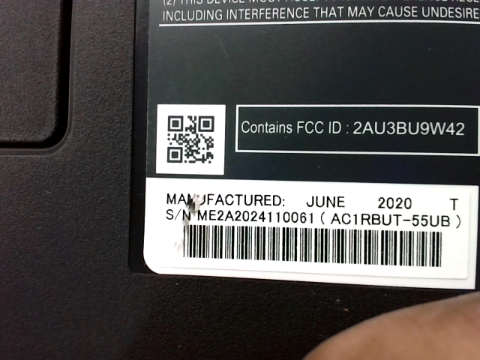 INCLUDING INTERFERENCE THAT MAY CAUSE UNDESIRE
Contains FCC ID : 2AU3BU9W42
MANUFACTURED: JUNE 2020 T
S/N ME2A2024110061 ( AC1RBUT-55UB )